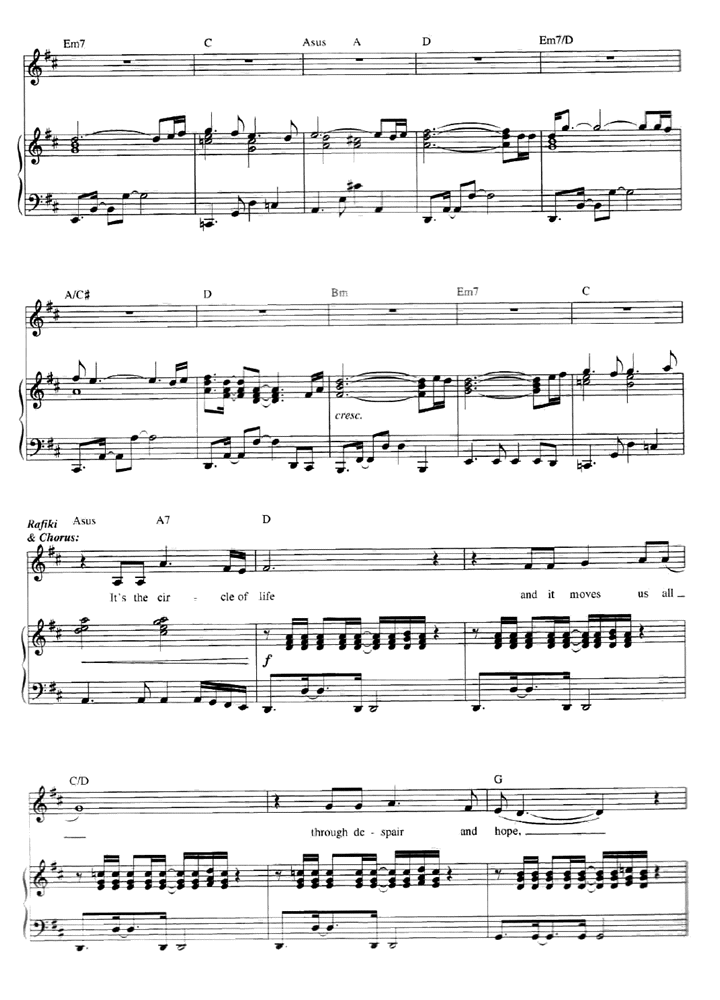 Em7 C Asus A D Em7/D
A/C# D Bm Em7 C
cresc.
Rafiki
& Chorus:
Asus A7 D
It's the cir - cle of life and it moves us all
f
C/D G
through de - spair and hope,